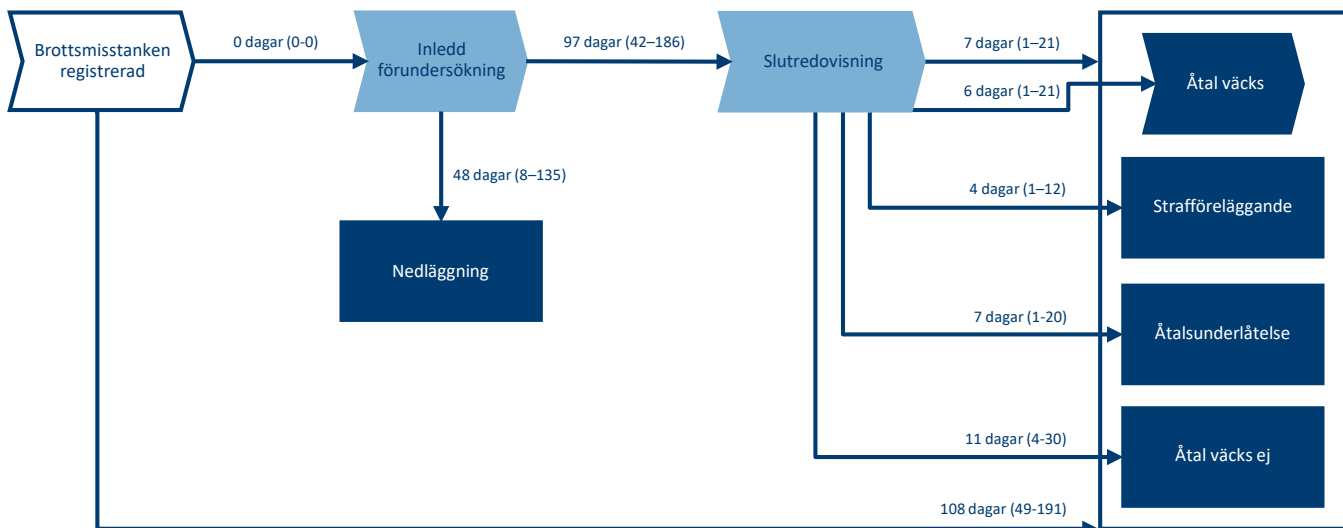 Brottsmisstanken
registrerad
0 dagar (0-0)
Inledd
förundersökning
97 dagar (42–186)
Slutredovisning
7 dagar (1–21)
6 dagar (1–21)
Åtal väcks
48 dagar (8–135)
Nedläggning
4 dagar (1–12)
Strafföreläggande
7 dagar (1-20)
Åtalsunderlåtelse
11 dagar (4-30)
Åtal väcks ej
108 dagar (49-191)